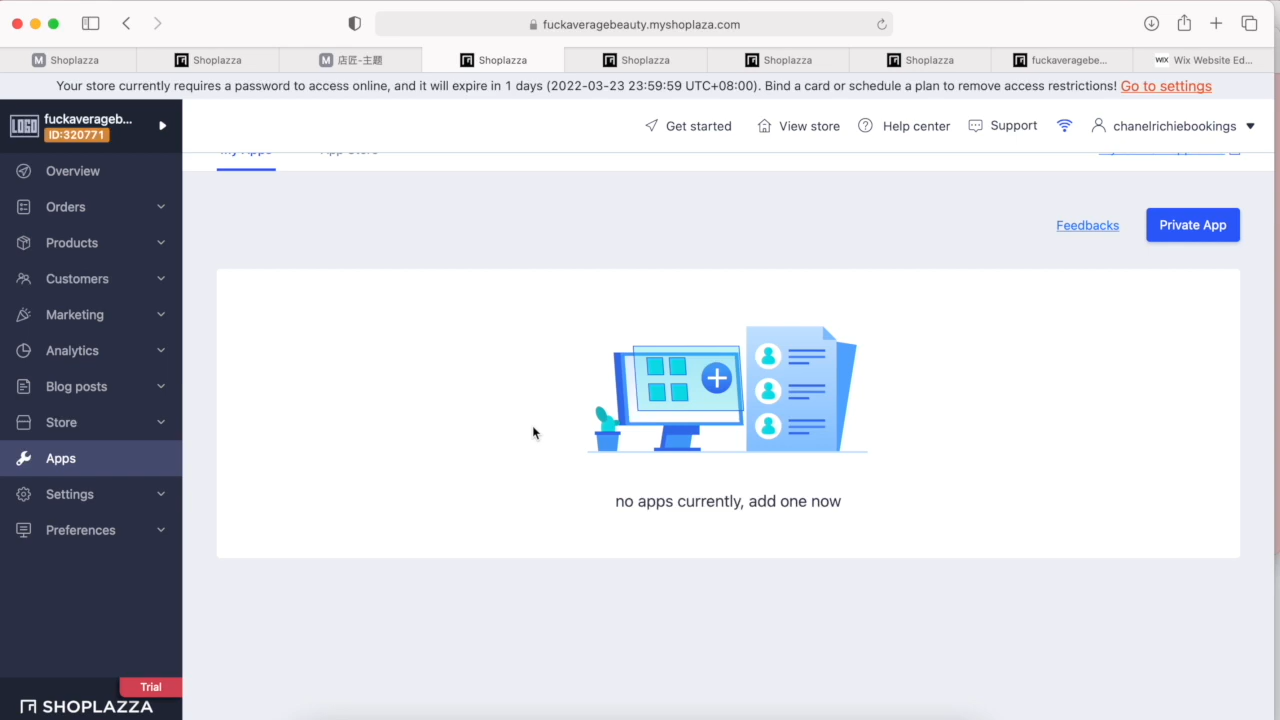 fuckaveragebeauty.myshoplaza.com
Shoplazza
Shoplazza
店匠-主题
Shoplazza
Shoplazza
Shoplazza
Shoplazza
fuckaveragebe...
WIX Wix Website Ed...
Your store currently requires a password to access online, and it will expire in 1 days (2022-03-23 23:59:59 UTC+08:00). Bind a card or schedule a plan to remove access restrictions! Go to settings
LOGO
fuckaverageb...
ID:320771
Get started
View store
Help center
Support
chanelrichiebookings
Overview
Orders
Products
Customers
Marketing
Analytics
Blog posts
Store
Apps
Settings
Preferences
Trial
SHOPLAZZA
Feedbacks
Private App
no apps currently, add one now